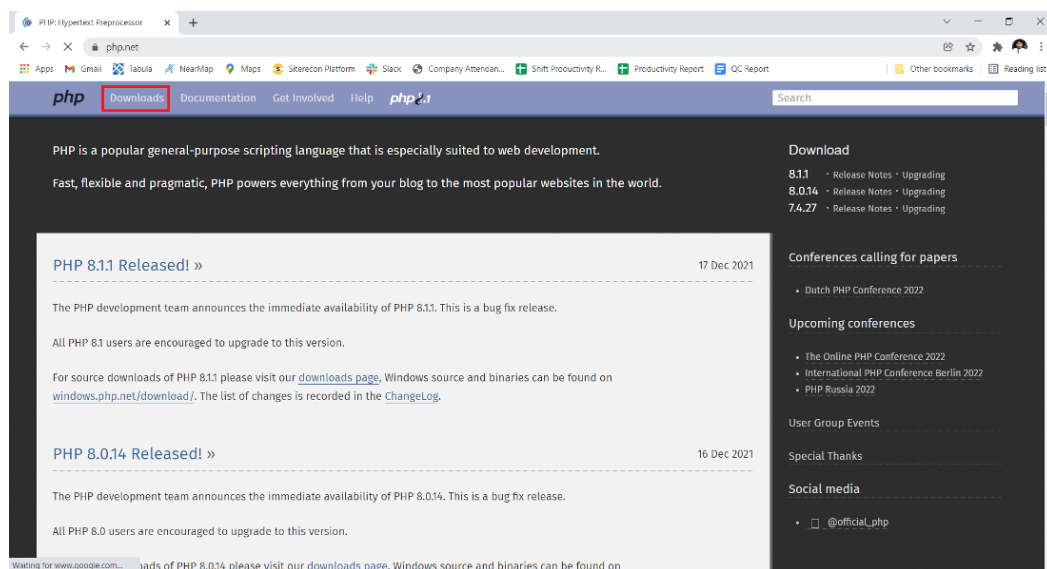 PHP: Hypertext Preprocessor
php.net
Apps Gmail Tabula NearMap Maps Siterecon Platform Slack Company Attendan... Shift Productivity R... Productivity Report QC Report Other bookmarks Reading list
php Downloads Documentation Get Involved Help php 8.1 Search
PHP is a popular general-purpose scripting language that is especially suited to web development.
Fast, flexible and pragmatic, PHP powers everything from your blog to the most popular websites in the world.
Download
8.1.1 · Release Notes · Upgrading
8.0.14 · Release Notes · Upgrading
7.4.27 · Release Notes · Upgrading
PHP 8.1.1 Released! » 17 Dec 2021
The PHP development team announces the immediate availability of PHP 8.1.1. This is a bug fix release.
All PHP 8.1 users are encouraged to upgrade to this version.
For source downloads of PHP 8.1.1 please visit our downloads page, Windows source and binaries can be found on
windows.php.net/download/. The list of changes is recorded in the ChangeLog.
PHP 8.0.14 Released! » 16 Dec 2021
The PHP development team announces the immediate availability of PHP 8.0.14. This is a bug fix release.
All PHP 8.0 users are encouraged to upgrade to this version.
oads of PHP 8.0.14 please visit our downloads page, Windows source and binaries can be found on
Conferences calling for papers
• Dutch PHP Conference 2022
Upcoming conferences
• The Online PHP Conference 2022
• International PHP Conference Berlin 2022
• PHP Russia 2022
User Group Events
Special Thanks
Social media
• @official_php
Waiting for www.google.com...